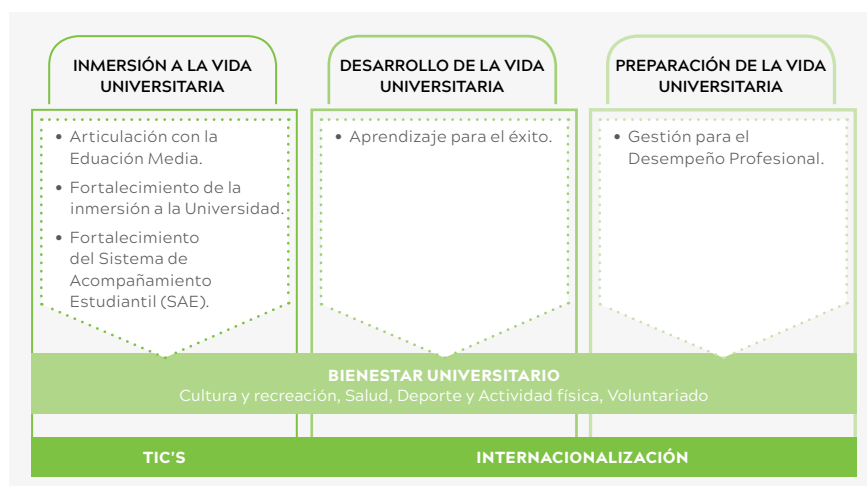 INMERSIÓN A LA VIDA
UNIVERSITARIA
• Articulación con la
Eduación Media.
• Fortalecimiento de la
inmersión a la Universidad.
• Fortalecimiento
del Sistema de
Acompañamiento
Estudiantil (SAE).
DESARROLLO DE LA VIDA
UNIVERSITARIA
• Aprendizaje para el éxito.
PREPARACIÓN DE LA VIDA
UNIVERSITARIA
• Gestión para el
Desempeño Profesional.
BIENESTAR UNIVERSITARIO
Cultura y recreación, Salud, Deporte y Actividad física, Voluntariado
TIC'S
INTERNACIONALIZACIÓN